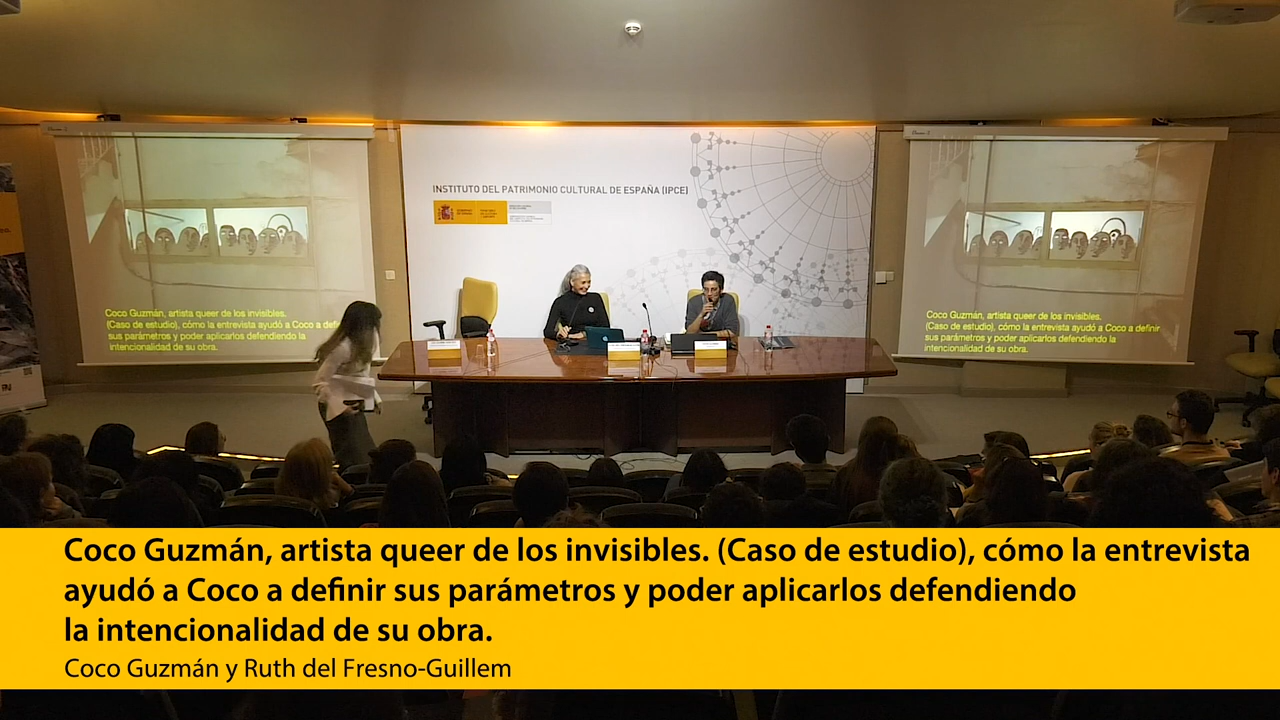 INSTITUTO DEL PATRIMONIO CULTURAL DE ESPAÑA (IPCE)
Coco Guzmán, artista queer de los invisibles.
(Caso de estudio), cómo la entrevista ayudó a Coco a
sus parámetros y poder aplicarlos defendiendo la
intencionalidad de su obra.
Coco Guzmán, artista queer de los invisibles.
(Caso de estudio), cómo la entrevista ayudó a Coco a definir
sus parámetros y poder aplicarlos defendiendo la
intencionalidad de su obra.
Coco Guzmán, artista queer de los invisibles. (Caso de estudio), cómo la entrevista
ayudó a Coco a definir sus parámetros y poder aplicarlos defendiendo
la intencionalidad de su obra.
Coco Guzmán y Ruth del Fresno-Guillem